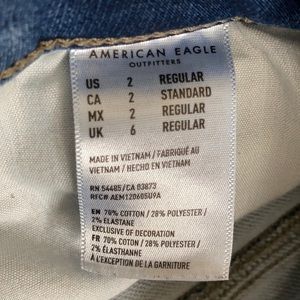 AMERICAN EAGLE
OUTFITTERS
US 2 REGULAR
CA 2 STANDARD
MX 2 REGULAR
UK 6 REGULAR
MADE IN VIETNAM / FABRIQUÉ AU
VIETNAM / HECHO EN VIETNAM
RN 54485/CA 03873
RFC# AEM120605U9A
EN 70% COTTON / 28% POLYESTER /
2% ELASTANE
EXCLUSIVE OF DECORATION
FR 70% COTON / 28% POLYESTER /
2% ÉLASTHANNE
À L'EXCEPTION DE LA GARNITURE